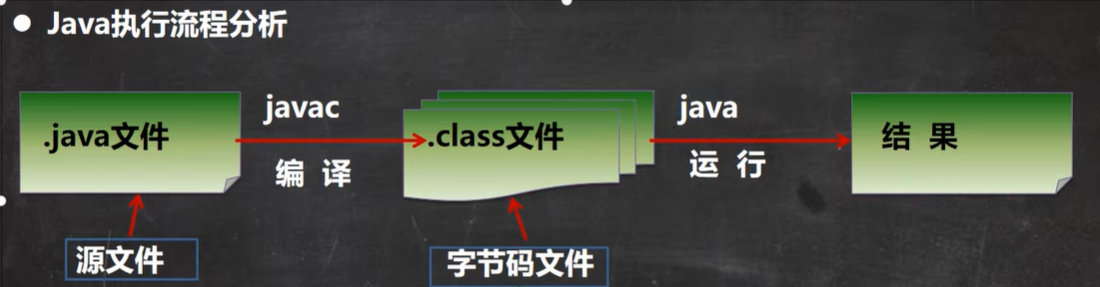 ● Java执行流程分析
javac
java
.java文件
.class文件
结 果
编 译
运 行
源文件
字节码文件